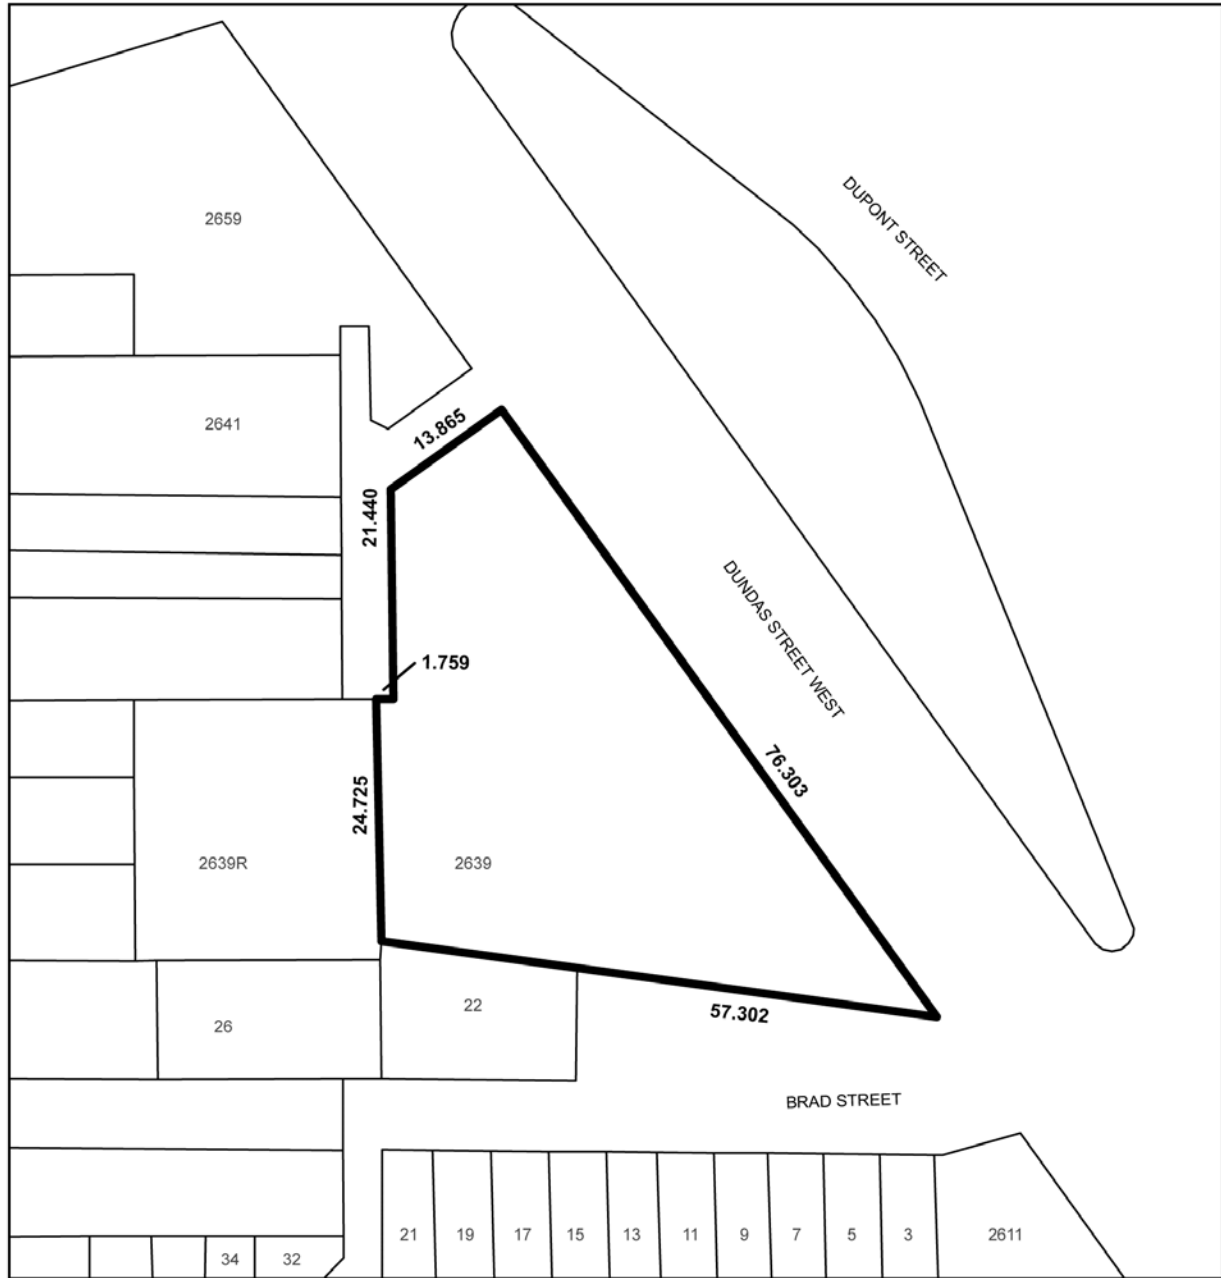 DUPONT STREET
2659
13.865
2641
21.440
DUNDAS STREET WEST
1.759
76.303
24.725
2639R
2639
22
57.302
26
BRAD STREET
21 19 17 15 13 11 9 7 5 3 2611
34 32